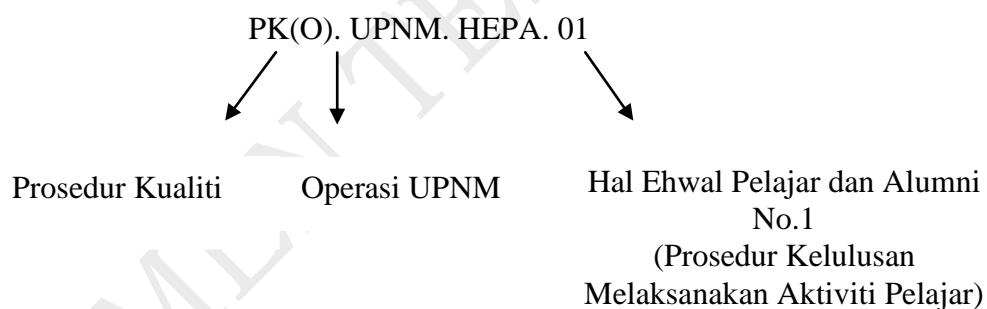 PK(O). UPNM. HEPA. 01
Prosedur Kualiti
Operasi UPNM
Hal Ehwal Pelajar dan Alumni
No.1
(Prosedur Kelulusan
Melaksanakan Aktiviti Pelajar)